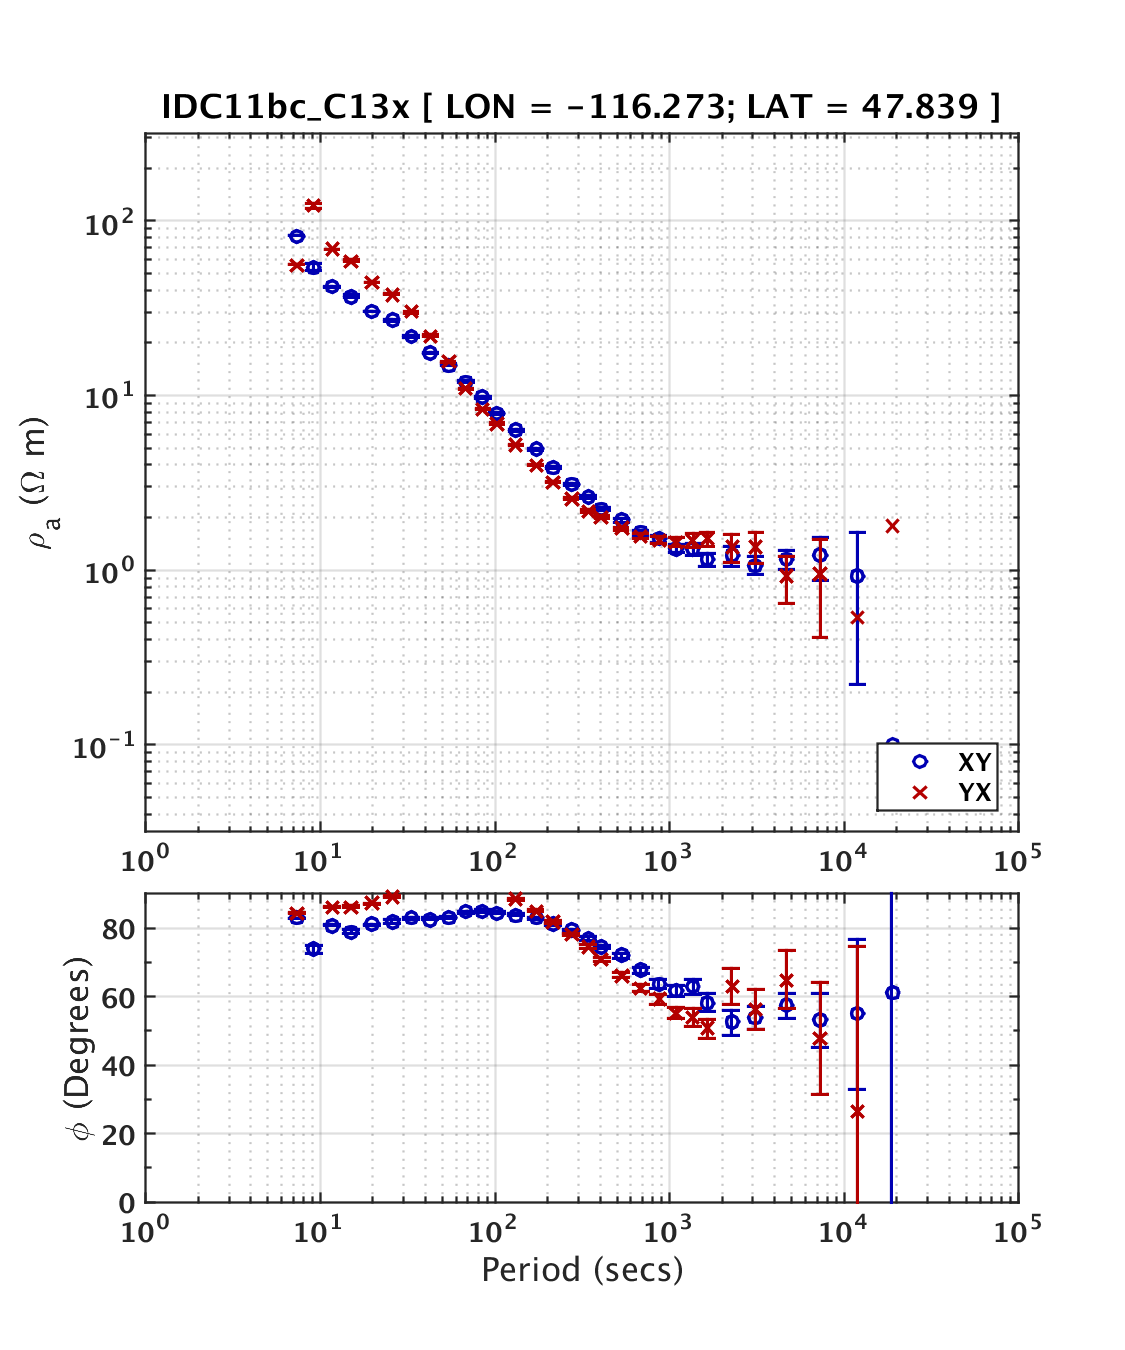 IDC11bc_C13x [ LON = -116.273; LAT = 47.839 ]
10²
10¹
10⁰
10⁻¹
ρa (Ω m)
XY
YX
10⁰ 10¹ 10² 10³ 10⁴ 10⁵
80
60
40
20
0
ϕ (Degrees)
10⁰ 10¹ 10² 10³ 10⁴ 10⁵
Period (secs)